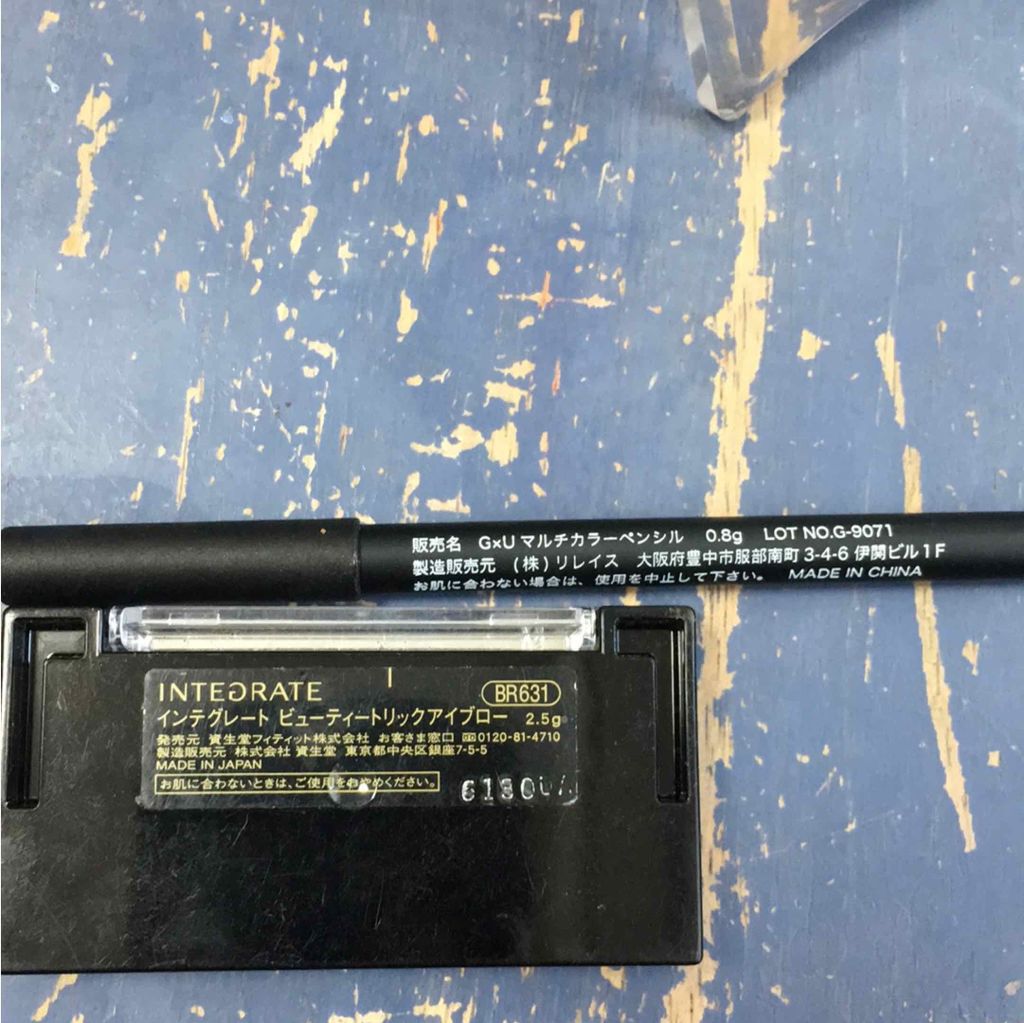 販売名 G×U マルチカラーペンシル 0.8g LOT NO.G-9071
製造販売元 (株) リレイス 大阪府豊中市服部南町 3-4-6 伊関ビル1F
お肌に合わない場合は、使用を中止して下さい。 MADE IN CHINA
INTEGRATE BR631
インテグレート ビューティートリックアイブロー 2.5g
発売元 資生堂フィティット株式会社 お客さま窓口 0120-81-4710
製造販売元 株式会社 資生堂 東京都中央区銀座7-5-5
MADE IN JAPAN
お肌に合わないときは、ご使用をおやめください。